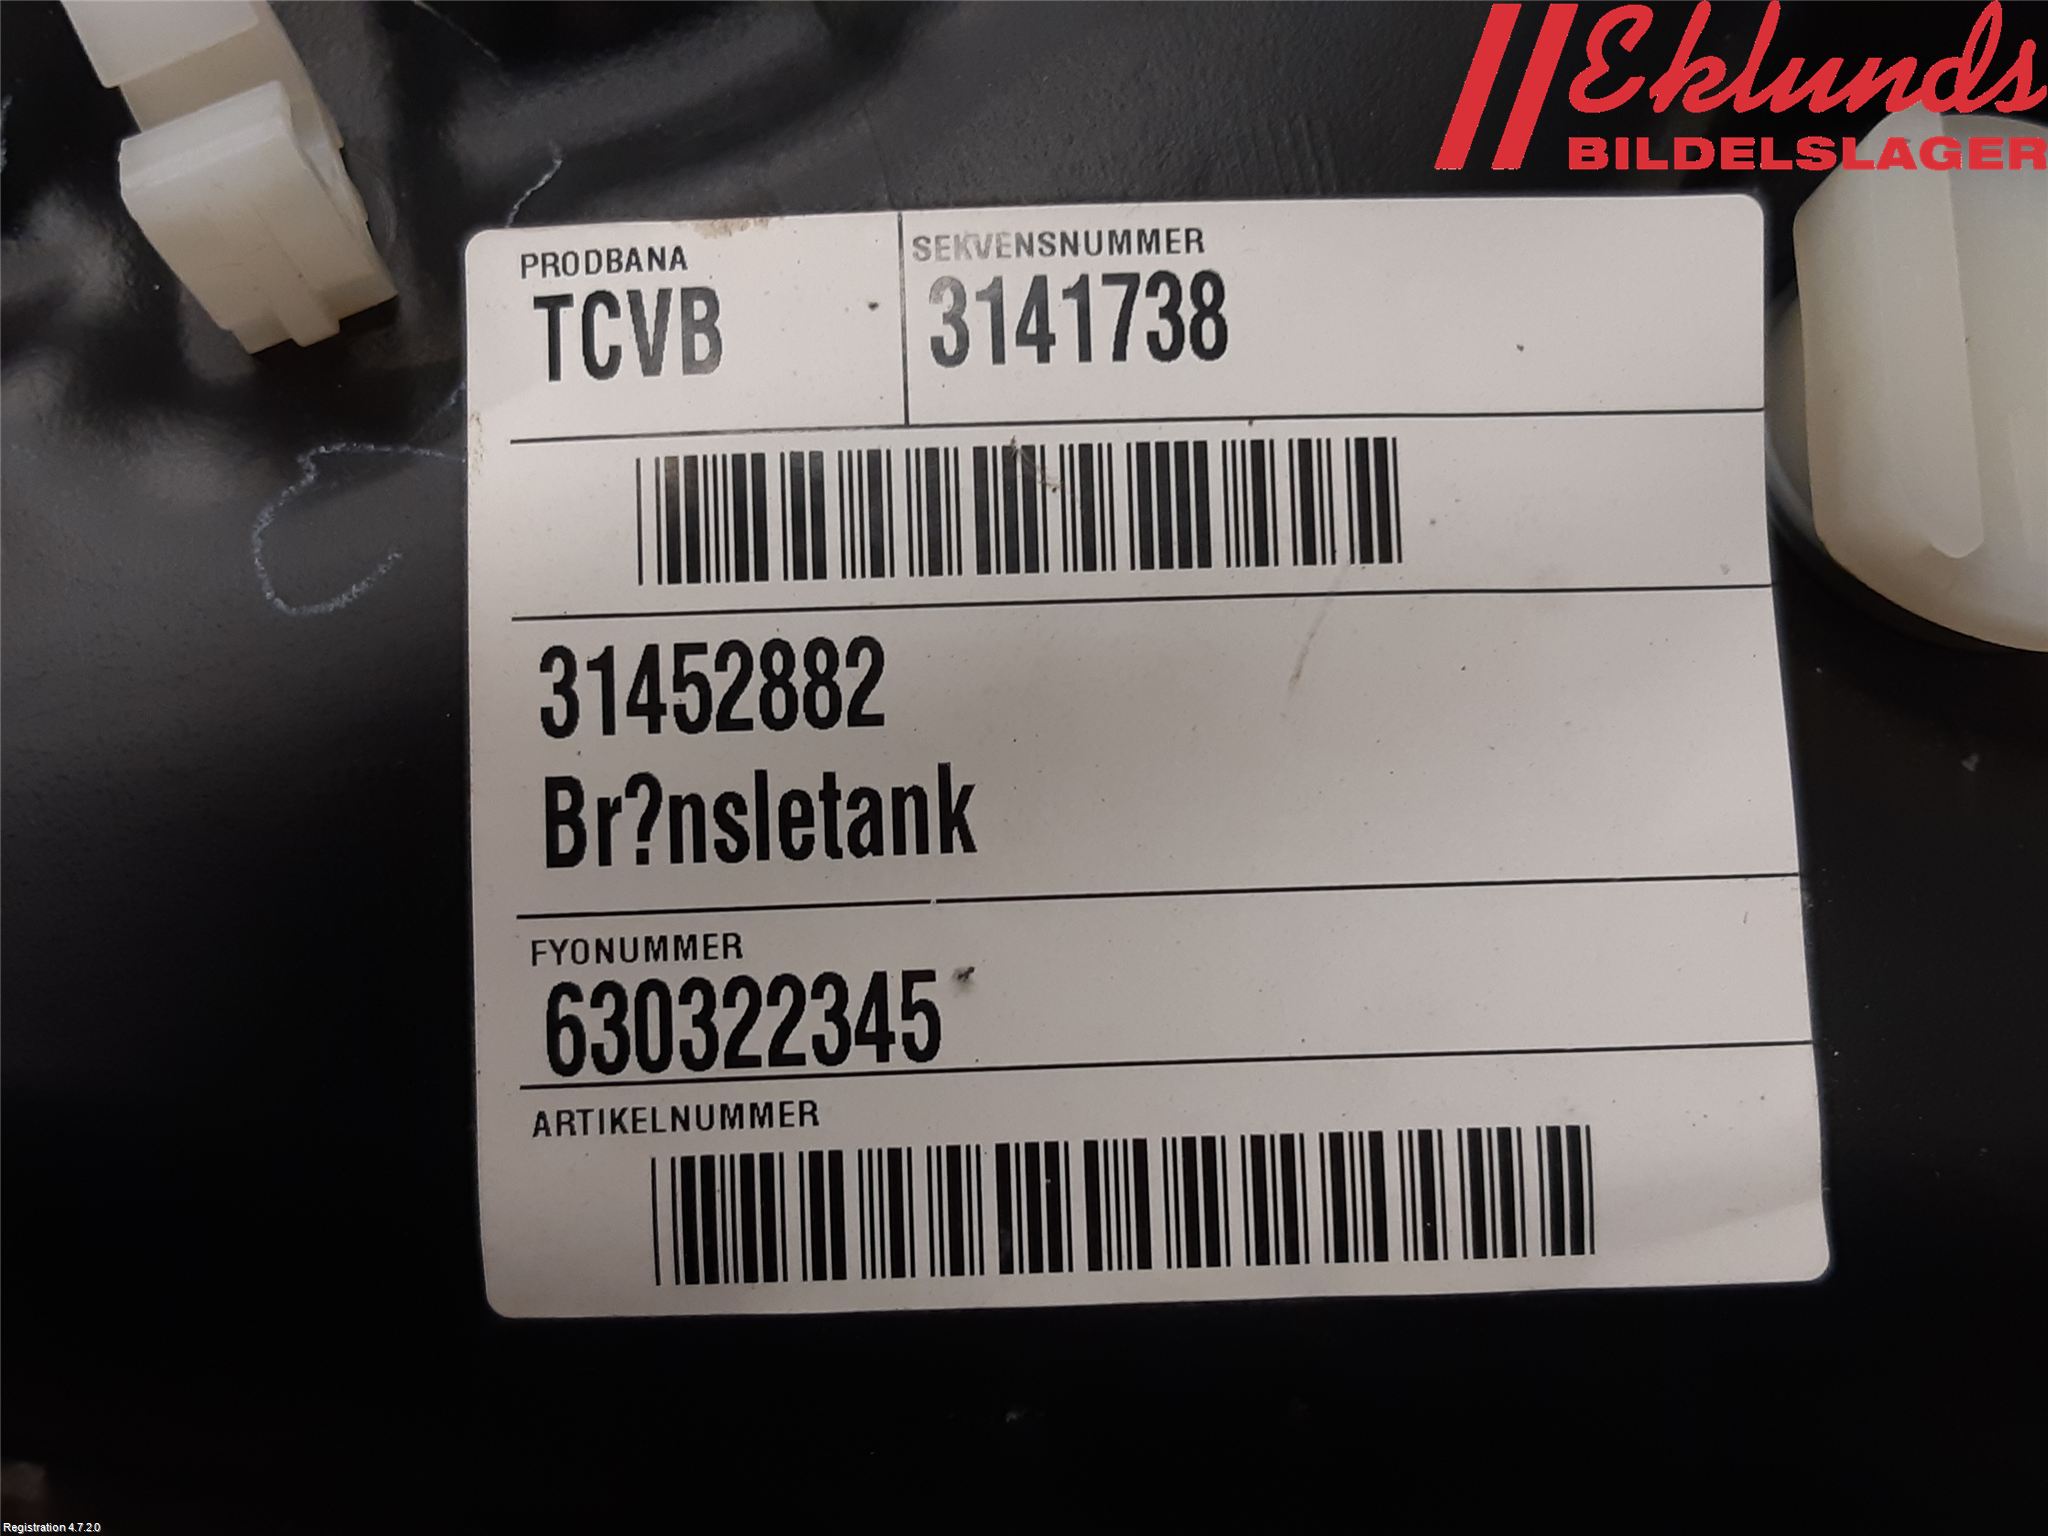 Eklunds
BILDELSLAGER
PRODBANA
TCVB
SEKVENSNUMMER
3141738
31452882
Br?nsletank
FYONUMMER
630322345
ARTIKELNUMMER
Registration 4.7.2.0